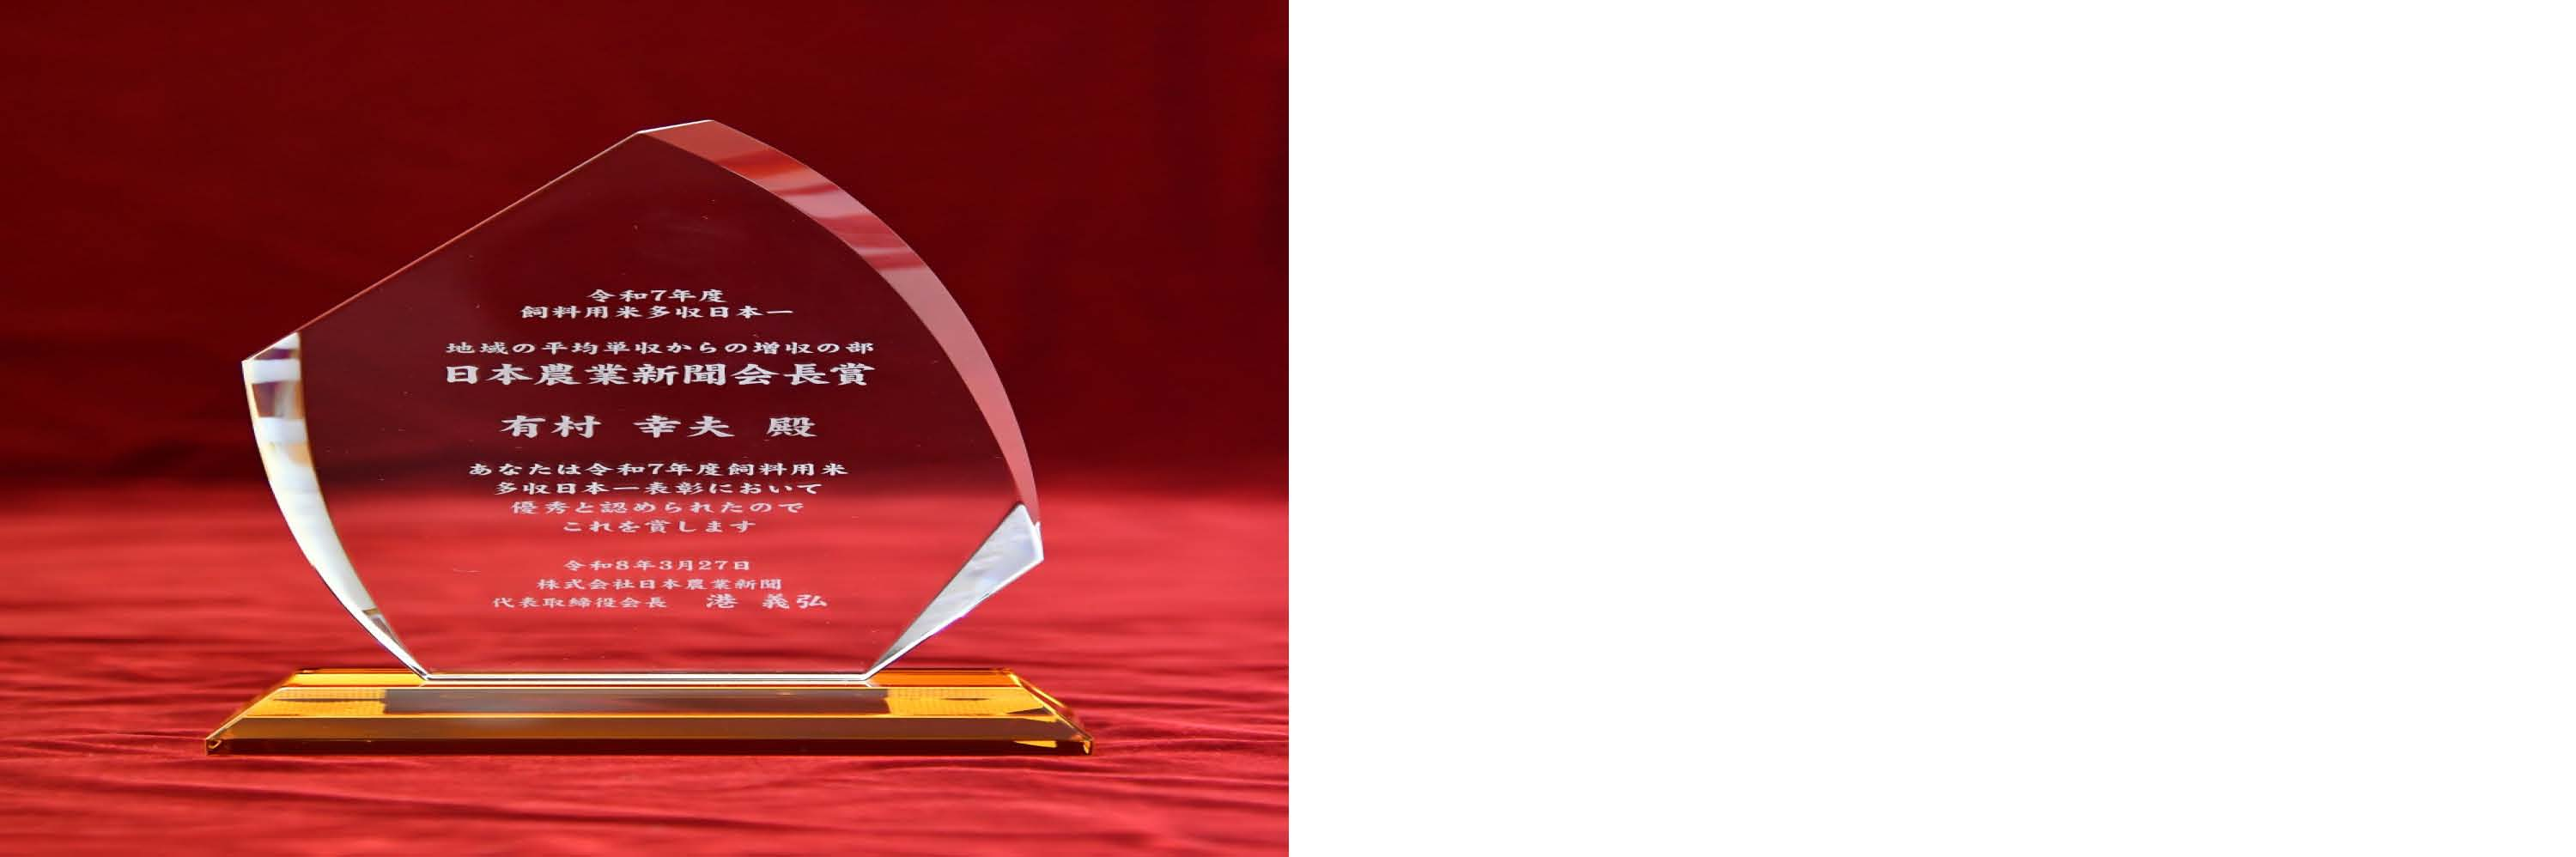 令和7年度
飼料用米多収日本一
地域の平均単収からの増収の部
日本農業新聞会長賞
有村 幸夫 殿
あなたは令和7年度飼料用米
多収日本一表彰において
優秀と認められたので
これを賞します
令和8年3月27日
株式会社日本農業新聞
代表取締役会長 港 義弘